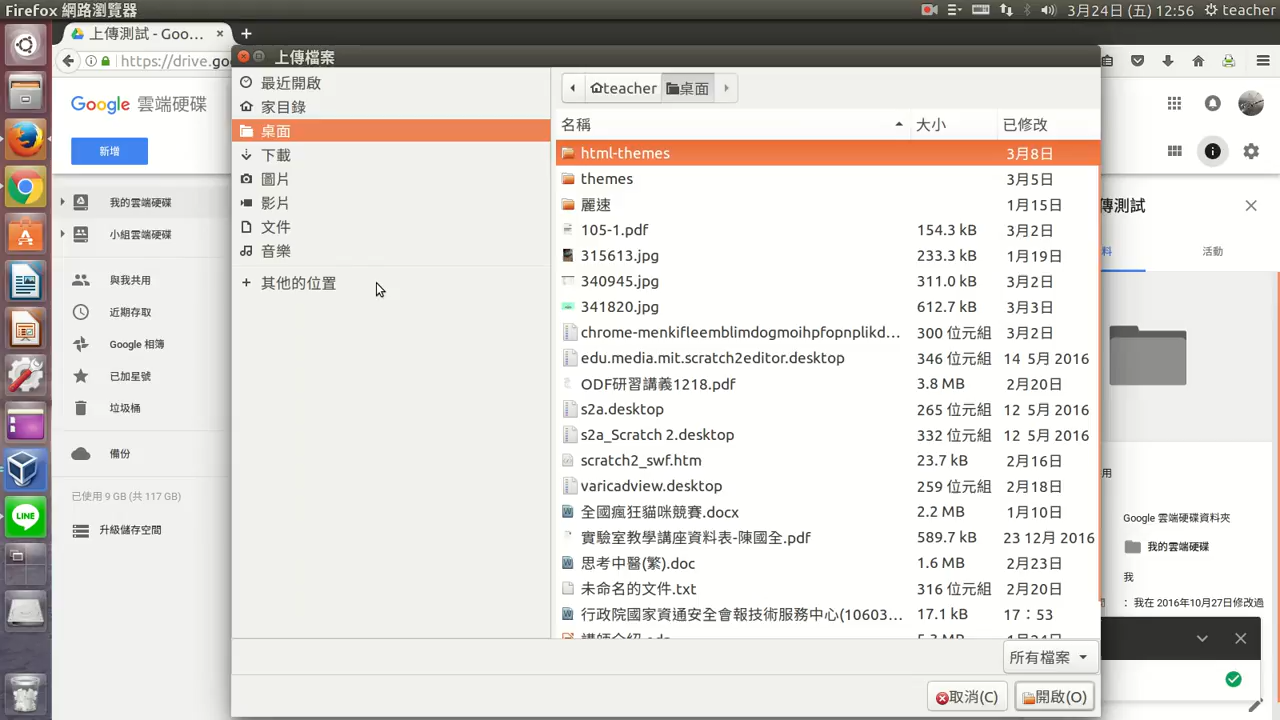 Firefox 網路瀏覽器
3月24日 (五) 12:56
teacher
上傳測試 - Goo…
https://drive.go
上傳檔案
Google 雲端硬碟
新增
我的雲端硬碟
小組雲端硬碟
與我共用
近期存取
Google 相簿
已加星號
垃圾桶
備份
已使用 9 GB (共 117 GB)
升級儲存空間
最近開啟
家目錄
桌面
下載
圖片
影片
文件
音樂
其他的位置
teacher 桌面
名稱 大小 已修改
html-themes 3月8日
themes 3月5日
麗速 1月15日
105-1.pdf 154.3 kB 3月2日
315613.jpg 233.3 kB 1月19日
340945.jpg 311.0 kB 3月2日
341820.jpg 612.7 kB 3月3日
chrome-menkifleemblimdogmoihpfopnplikd… 300 位元組 3月2日
edu.media.mit.scratch2editor.desktop 346 位元組 14 5月 2016
ODF研習講義1218.pdf 3.8 MB 2月20日
s2a.desktop 265 位元組 12 5月 2016
s2a_Scratch 2.desktop 332 位元組 12 5月 2016
scratch2_swf.htm 23.7 kB 2月16日
varicadview.desktop 259 位元組 2月18日
全國瘋狂貓咪競賽.docx 2.2 MB 1月10日
實驗室教學講座資料表-陳國全.pdf 589.7 kB 23 12月 2016
思考中醫(繁).doc 1.6 MB 2月23日
未命名的文件.txt 316 位元組 2月20日
行政院國家資通安全會報技術服務中心(10603… 17.1 kB 17：53
所有檔案
取消(C) 開啟(O)
傳測試
料 活動
用
Google 雲端硬碟資料夾
我的雲端硬碟
我
間 ：我在 2016年10月27日修改過
LINE